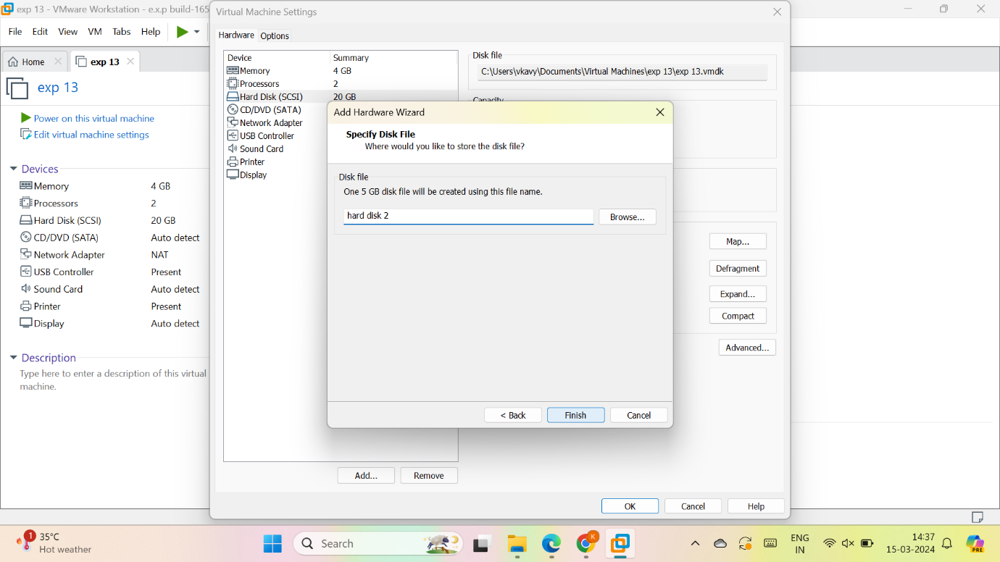 exp 13 - VMware Workstation - e.x.p build-165
File Edit View VM Tabs Help
Home
exp 13
exp 13
Power on this virtual machine
Edit virtual machine settings
Devices
Memory 4 GB
Processors 2
Hard Disk (SCSI) 20 GB
CD/DVD (SATA) Auto detect
Network Adapter NAT
USB Controller Present
Sound Card Auto detect
Printer Present
Display Auto detect
Description
Type here to enter a description of this virtual
machine.
Virtual Machine Settings
Hardware Options
Device Summary
Memory 4 GB
Processors 2
Hard Disk (SCSI) 20 GB
CD/DVD (SATA)
Network Adapter
USB Controller
Sound Card
Printer
Display
Disk file
C:\Users\vkavy\Documents\Virtual Machines\exp 13\exp 13.vmdk
Capacity
Map...
Defragment
Expand...
Compact
Advanced...
Add... Remove
OK Cancel Help
Add Hardware Wizard
Specify Disk File
Where would you like to store the disk file?
Disk file
One 5 GB disk file will be created using this file name.
hard disk 2
Browse...
< Back Finish Cancel
1
35°C
Hot weather
Search
K
ENG
IN
14:37
15-03-2024
PRE